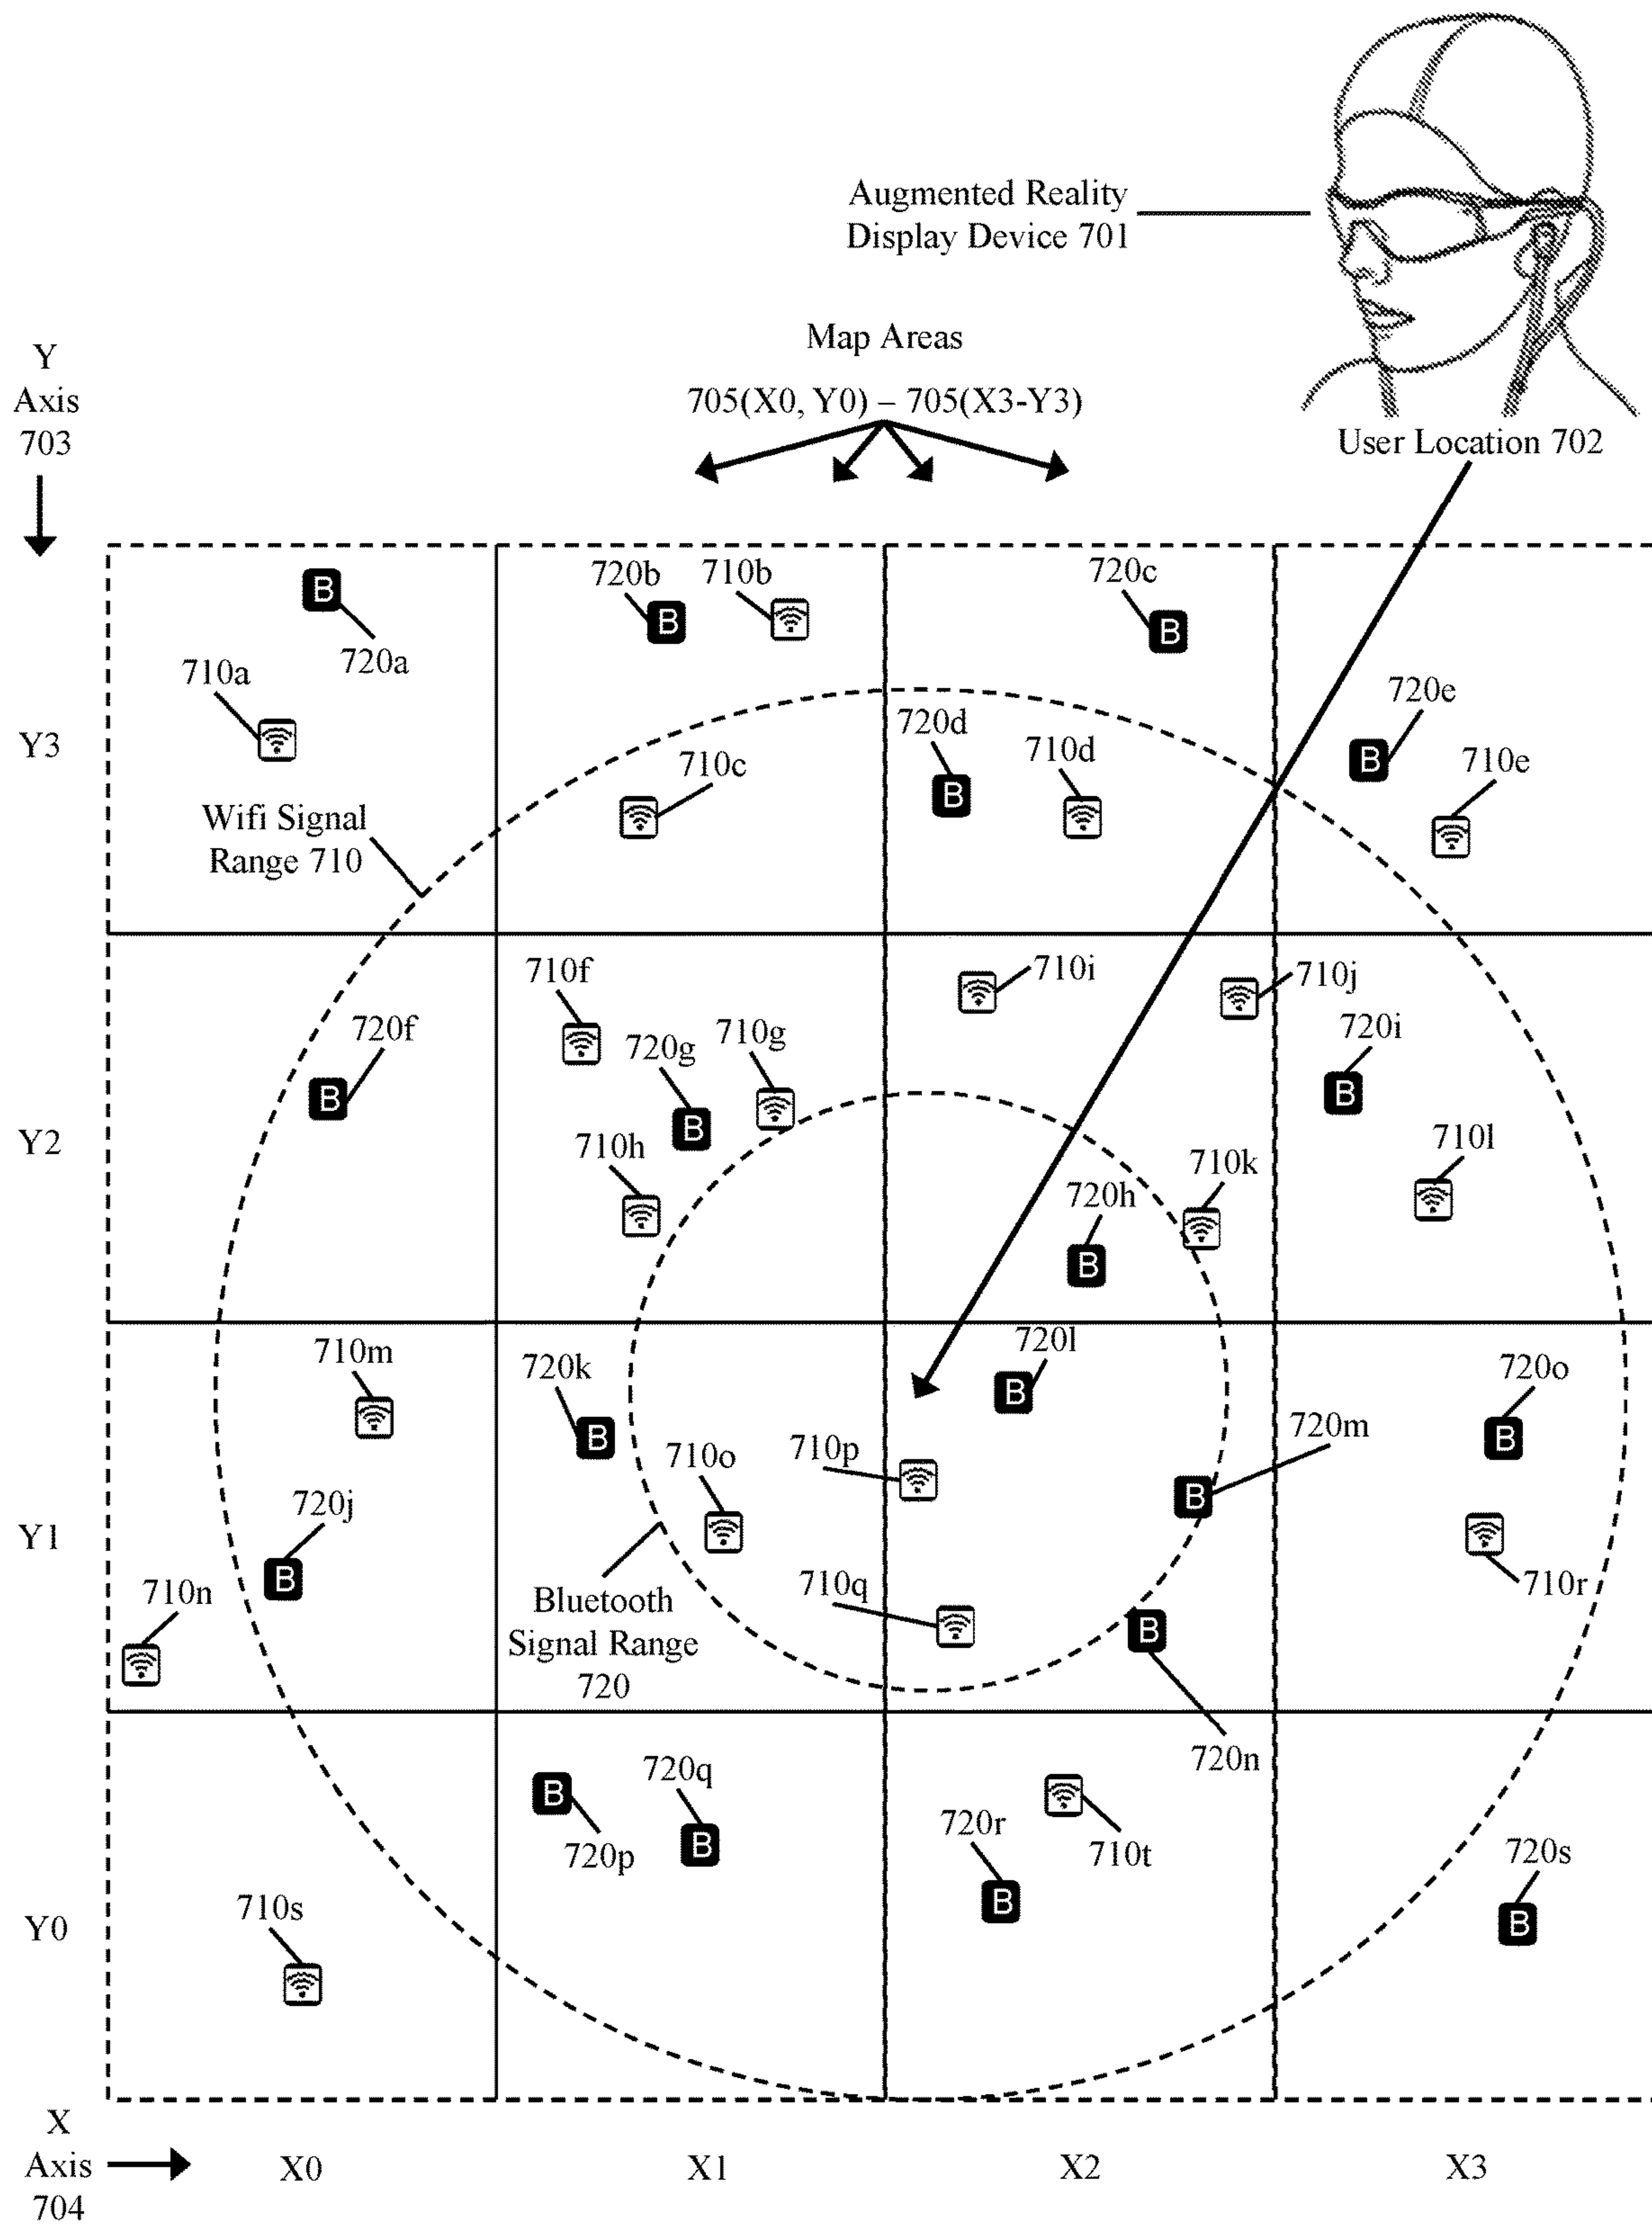 Augmented Reality
Display Device 701
Map Areas
705(X0, Y0) – 705(X3-Y3)
User Location 702
Y
Axis
703
720b
710b
720c
B
B
B
720a
710a
720e
B
Y3
720d
710d
710c
710e
B
Wifi Signal
Range 710
710f
710i
710j
720f
720g
710g
720i
B
B
B
Y2
710h
710k
710l
720h
B
710m
720k
720l
720o
B
B
B
710o
710p
720m
B
720j
Y1
B
710n
Bluetooth
Signal Range
720
710q
710r
B
720n
720q
B
720p
B
720r
710t
720s
B
710s
Y0
B
X
Axis
704
X0
X1
X2
X3